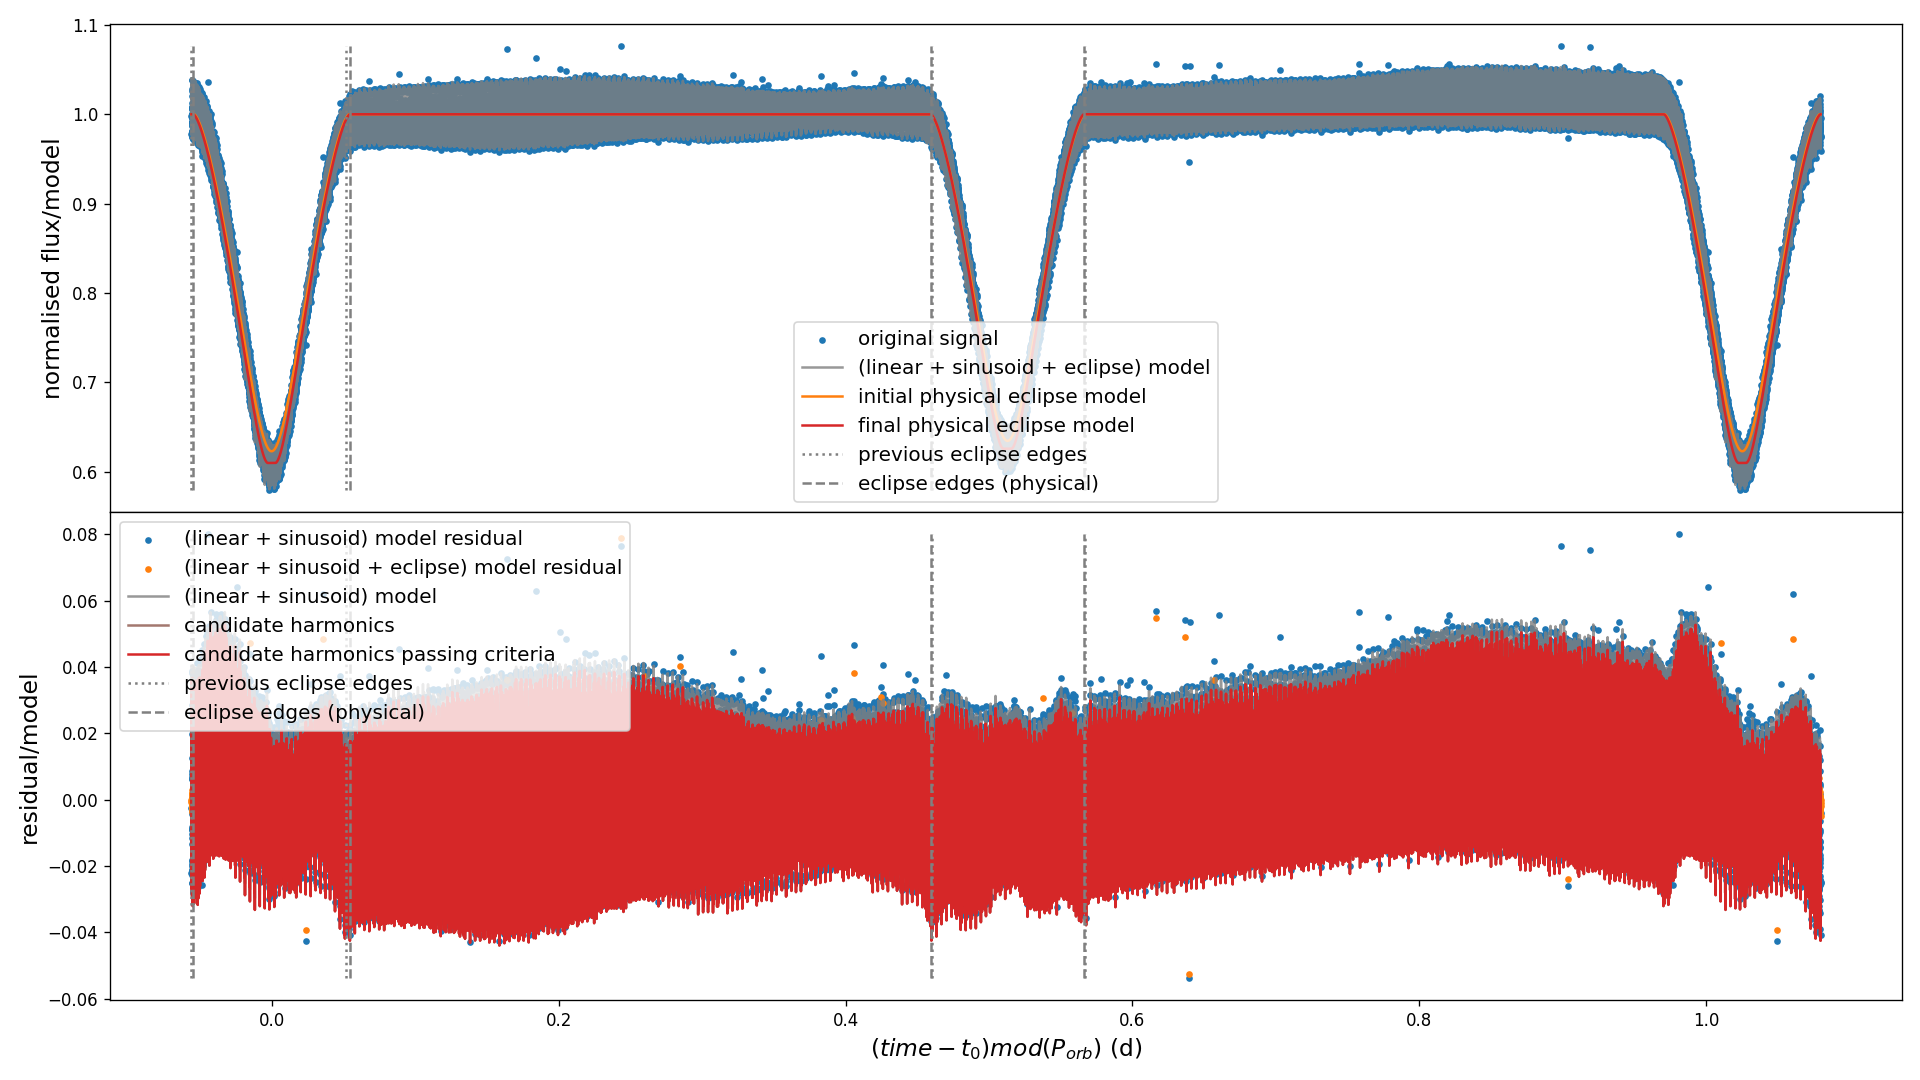 1.1
1.0
0.9
0.8
0.7
0.6
normalised flux/model
original signal
(linear + sinusoid + eclipse) model
initial physical eclipse model
final physical eclipse model
previous eclipse edges
eclipse edges (physical)
0.08
0.06
0.04
0.02
0.00
−0.02
−0.04
−0.06
residual/model
(linear + sinusoid) model residual
(linear + sinusoid + eclipse) model residual
(linear + sinusoid) model
candidate harmonics
candidate harmonics passing criteria
previous eclipse edges
eclipse edges (physical)
0.0 0.2 0.4 0.6 0.8 1.0
(time − t₀)mod(Pₒᵣb) (d)